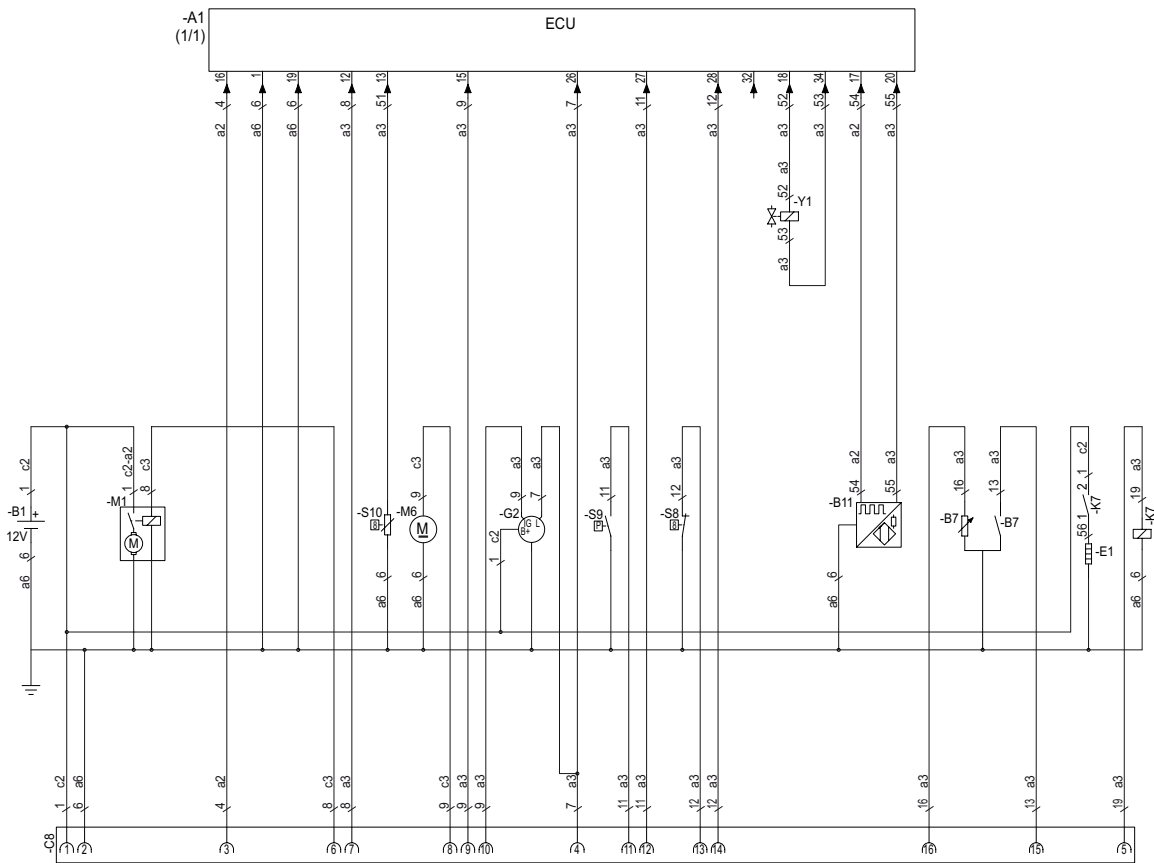 -A1
(1/1)
ECU
16 1 19 12 13 15 26 27 28 32 18 34 17 20
4 6 6 8 51 9 7 11 12 52 53 54 55
a2 a6 a6 a3 a3 a3 a3 a3 a3 a3 a3 a2 a3
a3
52
-Y1
53
a3
c2 c2-a2 c3 c3 a3 a3 a3 a3 a2 a3 a3 a3 c2 a3
1 1 8 9 9 7 11 12 54 55 16 13 1 19
-B1 + -M1 -S10 -M6 -G2 -S9 -S8 -B11 -B7 -B7 2 -K7 -K7
12V M 8 M IG L B+ P 8 1
c2 56 -E1
6 6 6 1 6 6
a6 a6 a6 a6 a6
c2 a6 a2 c3 a3 c3 a3 a3 a3 a3 a3 a3 a3 a3 a3 a3
1 6 4 8 8 9 9 9 7 11 11 12 12 16 13 19
-C8 1 2 3 6 7 8 9 10 4 11 12 13 14 16 15 5